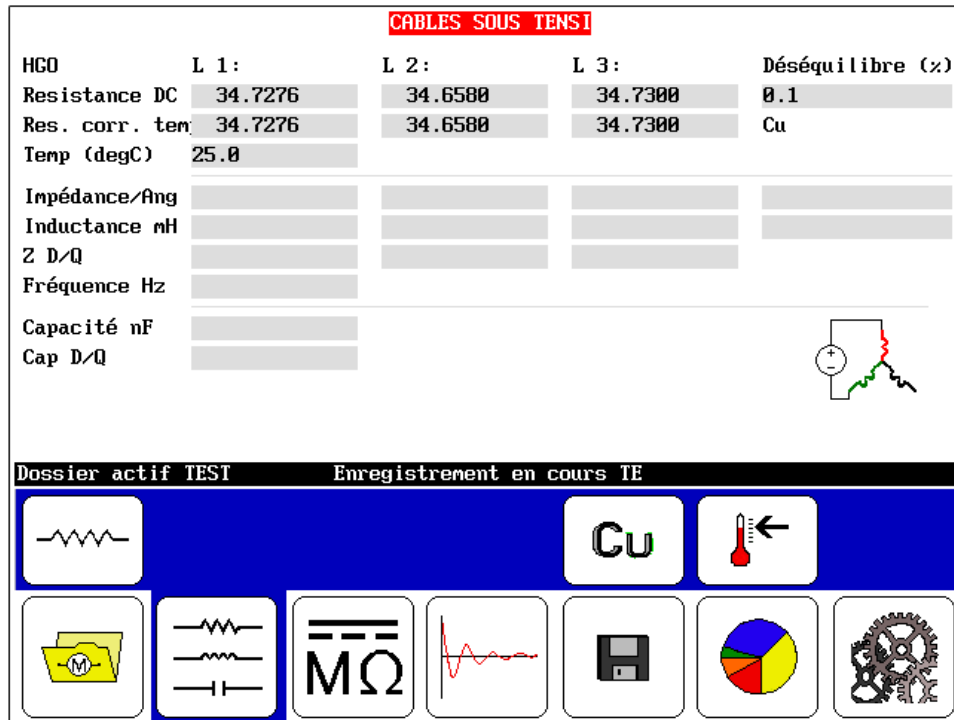 CABLES SOUS TENSI
HGO L 1: L 2: L 3: Déséquilibre (%)
Resistance DC 34.7276 34.6580 34.7300 0.1
Res. corr. tem 34.7276 34.6580 34.7300 Cu
Temp (degC) 25.0
Impédance/Ang
Inductance mH
Z D/Q
Fréquence Hz
Capacité nF
Cap D/Q
Dossier actif TEST Enregistrement en cours TE
Cu
M
MΩ